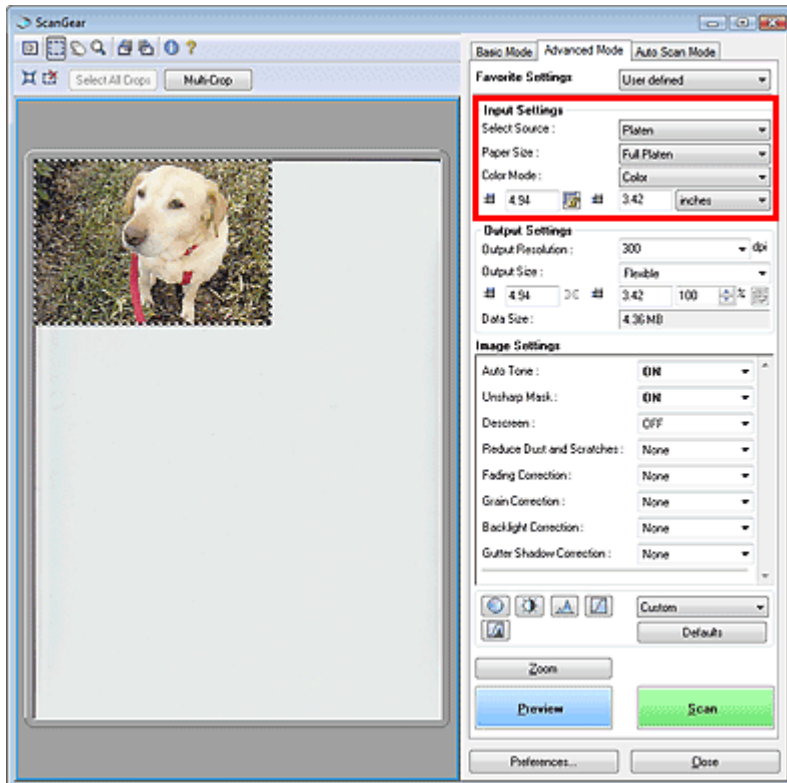 ScanGear
Select All Crops Multi-Crop
Basic Mode Advanced Mode Auto Scan Mode
Favorite Settings User defined
Input Settings
Select Source : Platen
Paper Size : Full Platen
Color Mode : Color
4.94 3.42 inches
Output Settings
Output Resolution : 300 dpi
Output Size : Flexible
4.94 3.42 100 %
Data Size : 4.36 MB
Image Settings
Auto Tone : ON
Unsharp Mask : ON
Descreen : OFF
Reduce Dust and Scratches : None
Fading Correction : None
Grain Correction : None
Backlight Correction : None
Gutter Shadow Correction : None
Custom
Defaults
Zoom
Preview Scan
Preferences... Close